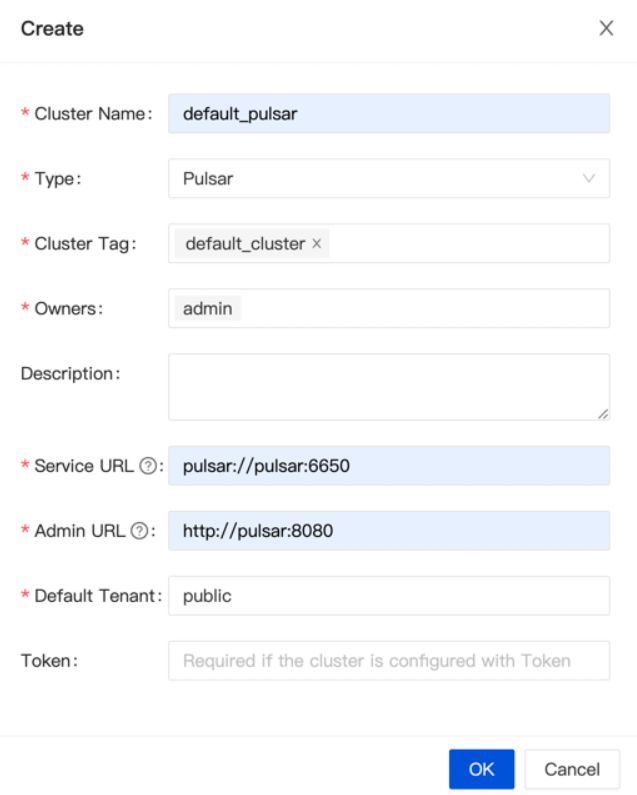 Create
* Cluster Name: default_pulsar
* Type: Pulsar
* Cluster Tag: default_cluster ×
* Owners: admin
Description:
* Service URL ?: pulsar://pulsar:6650
* Admin URL ?: http://pulsar:8080
* Default Tenant: public
Token: Required if the cluster is configured with Token
OK Cancel